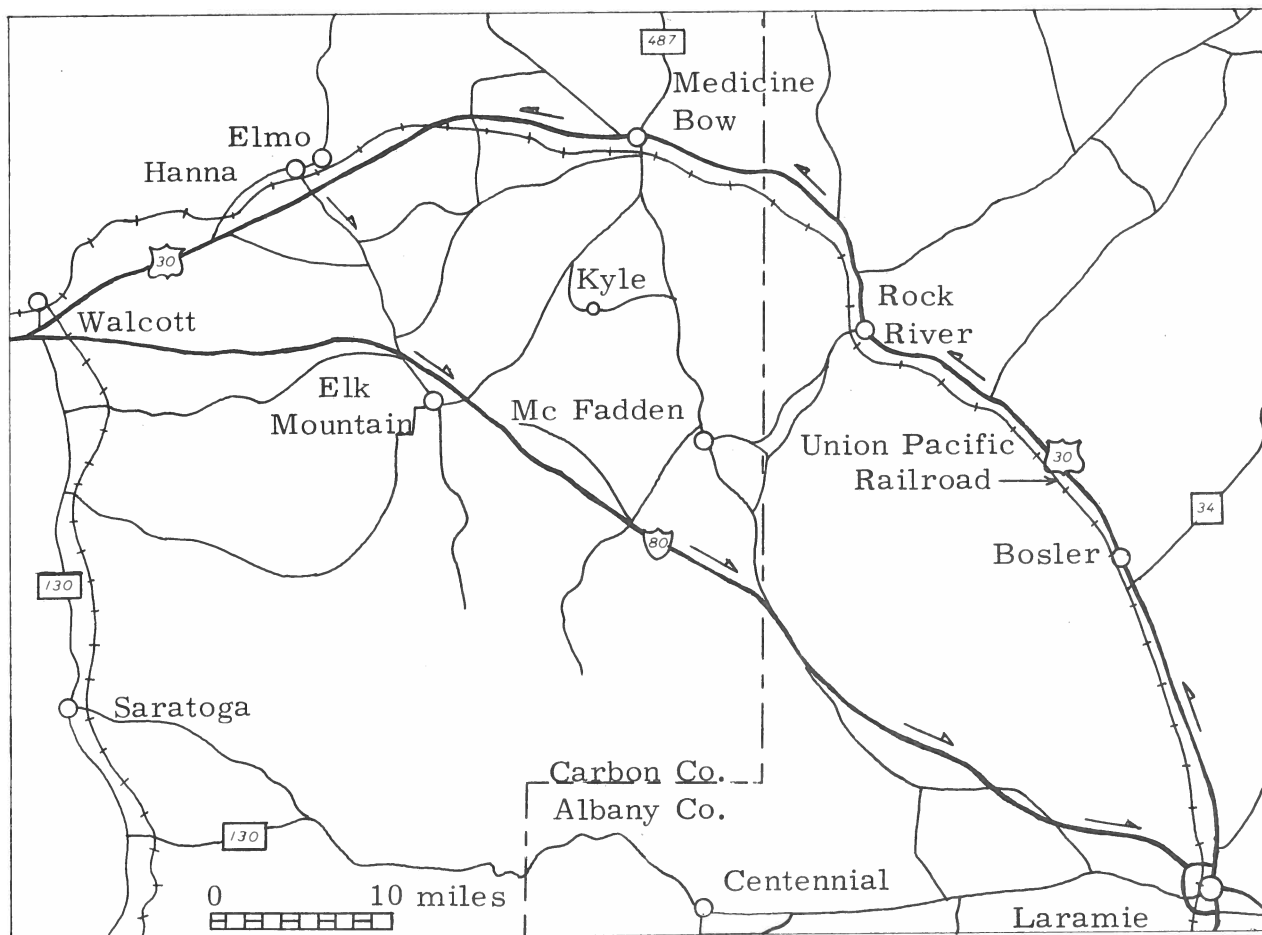 487
Medicine
Bow
Elmo
Hanna
30
Kyle
Walcott
Rock
River
Elk
Mountain
Mc Fadden
Union Pacific
Railroad
30
34
80
Bosler
130
Saratoga
Carbon Co.
Albany Co.
130
0 10 miles
Centennial
Laramie